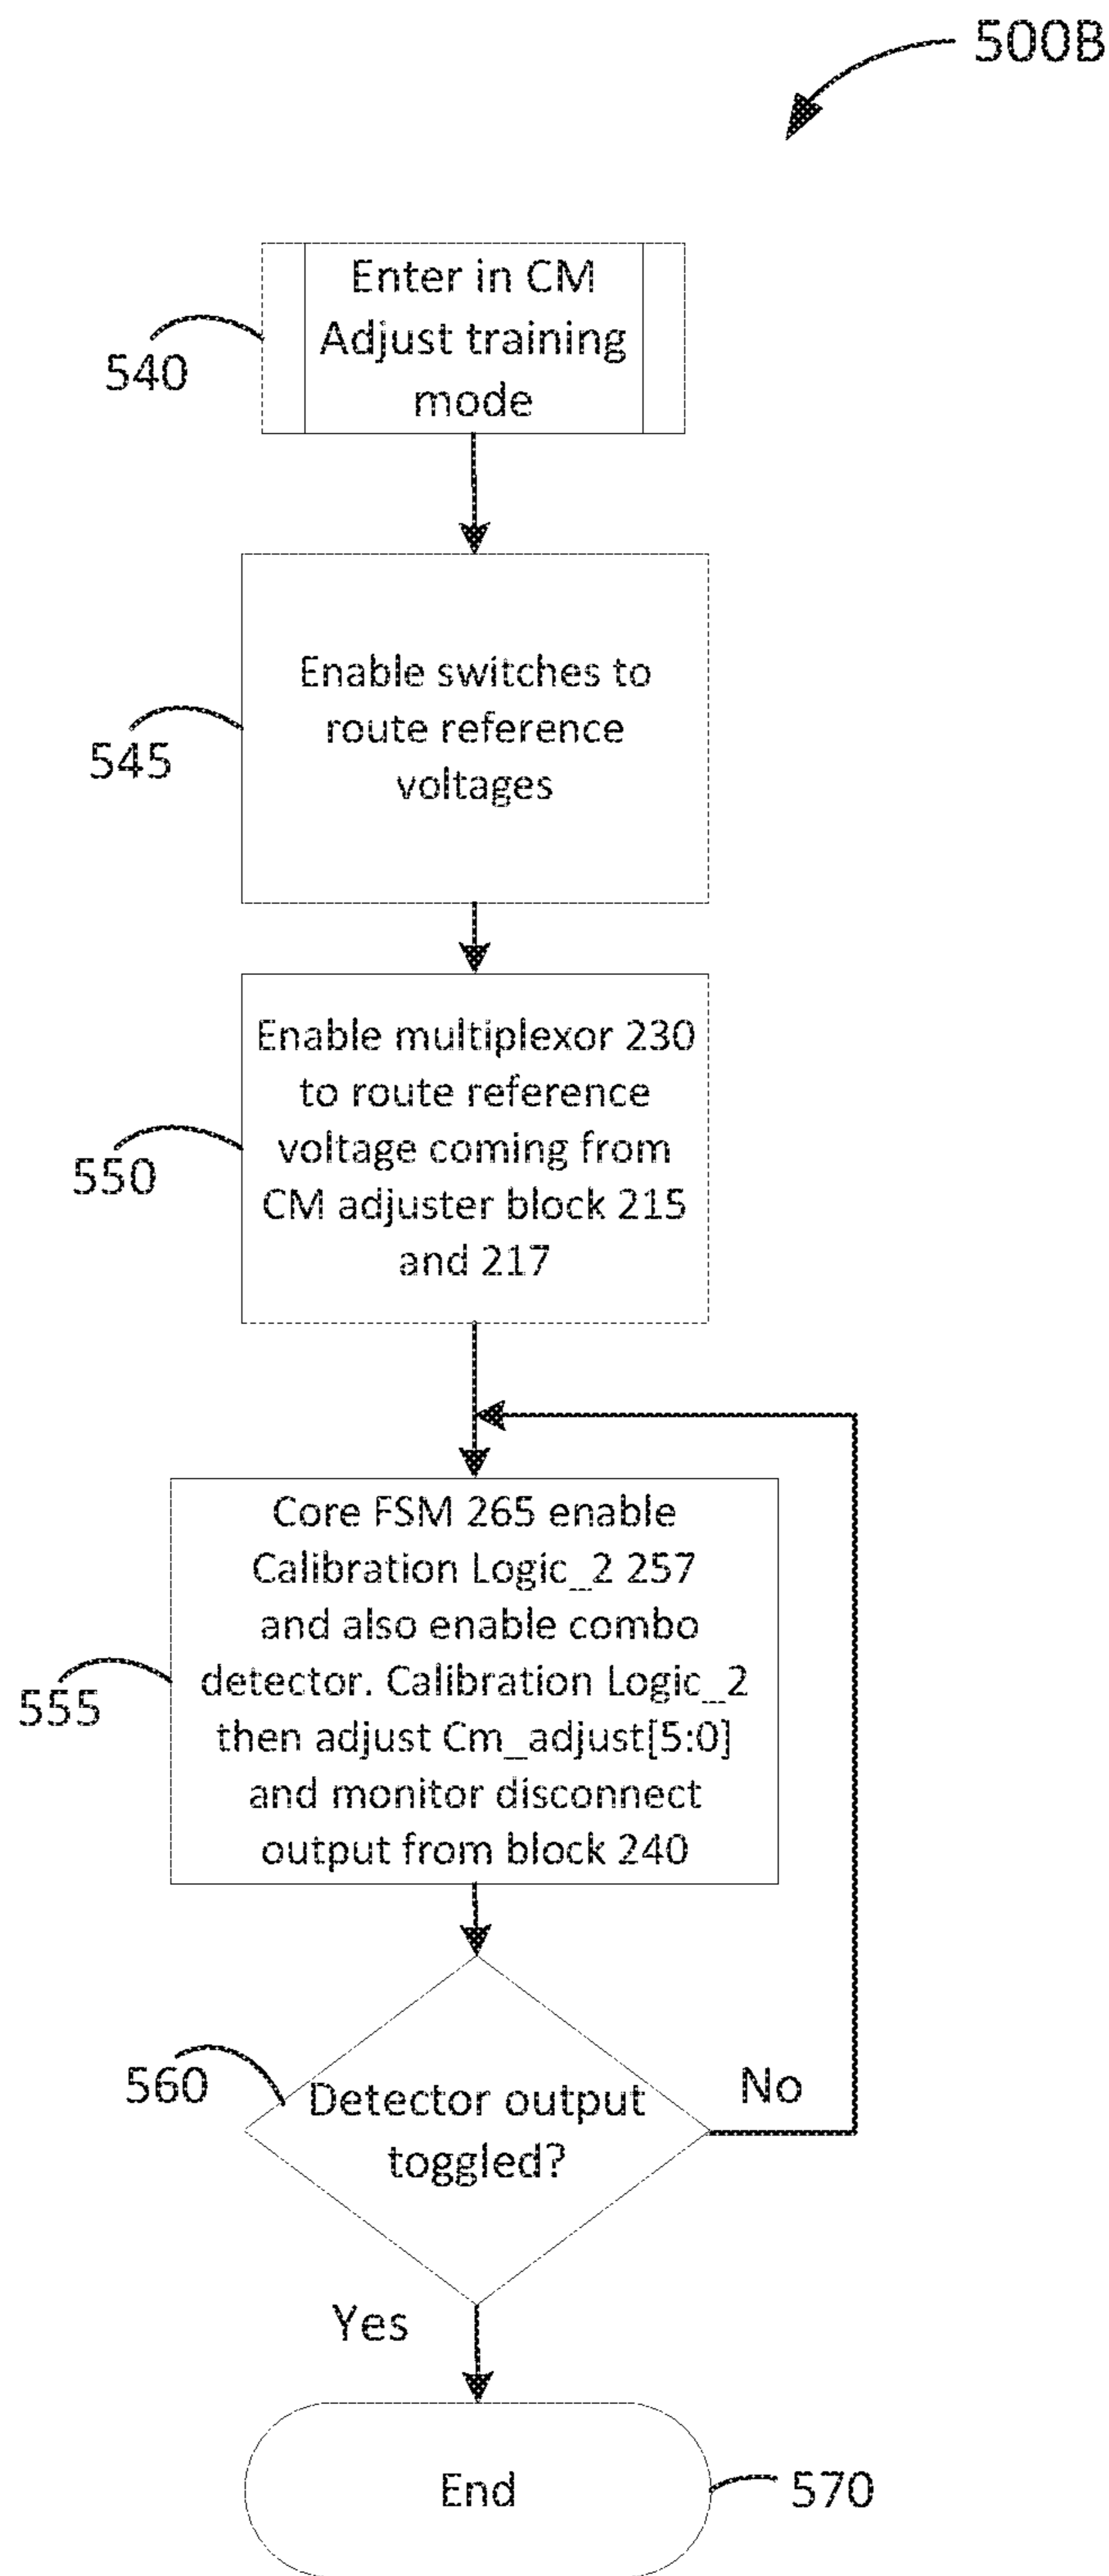 500B
Enter in CM
Adjust training
mode
540
Enable switches to
route reference
voltages
545
Enable multiplexor 230
to route reference
voltage coming from
CM adjuster block 215
and 217
550
Core FSM 265 enable
Calibration Logic_2 257
and also enable combo
detector. Calibration Logic_2
then adjust Cm_adjust[5:0]
and monitor disconnect
output from block 240
555
560
Detector output
toggled?
No
Yes
End
570